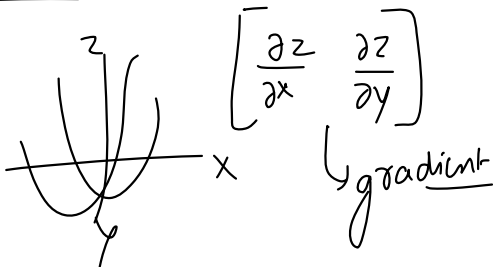 z
[∂z/∂x ∂z/∂y]
x
y
↳ gradient